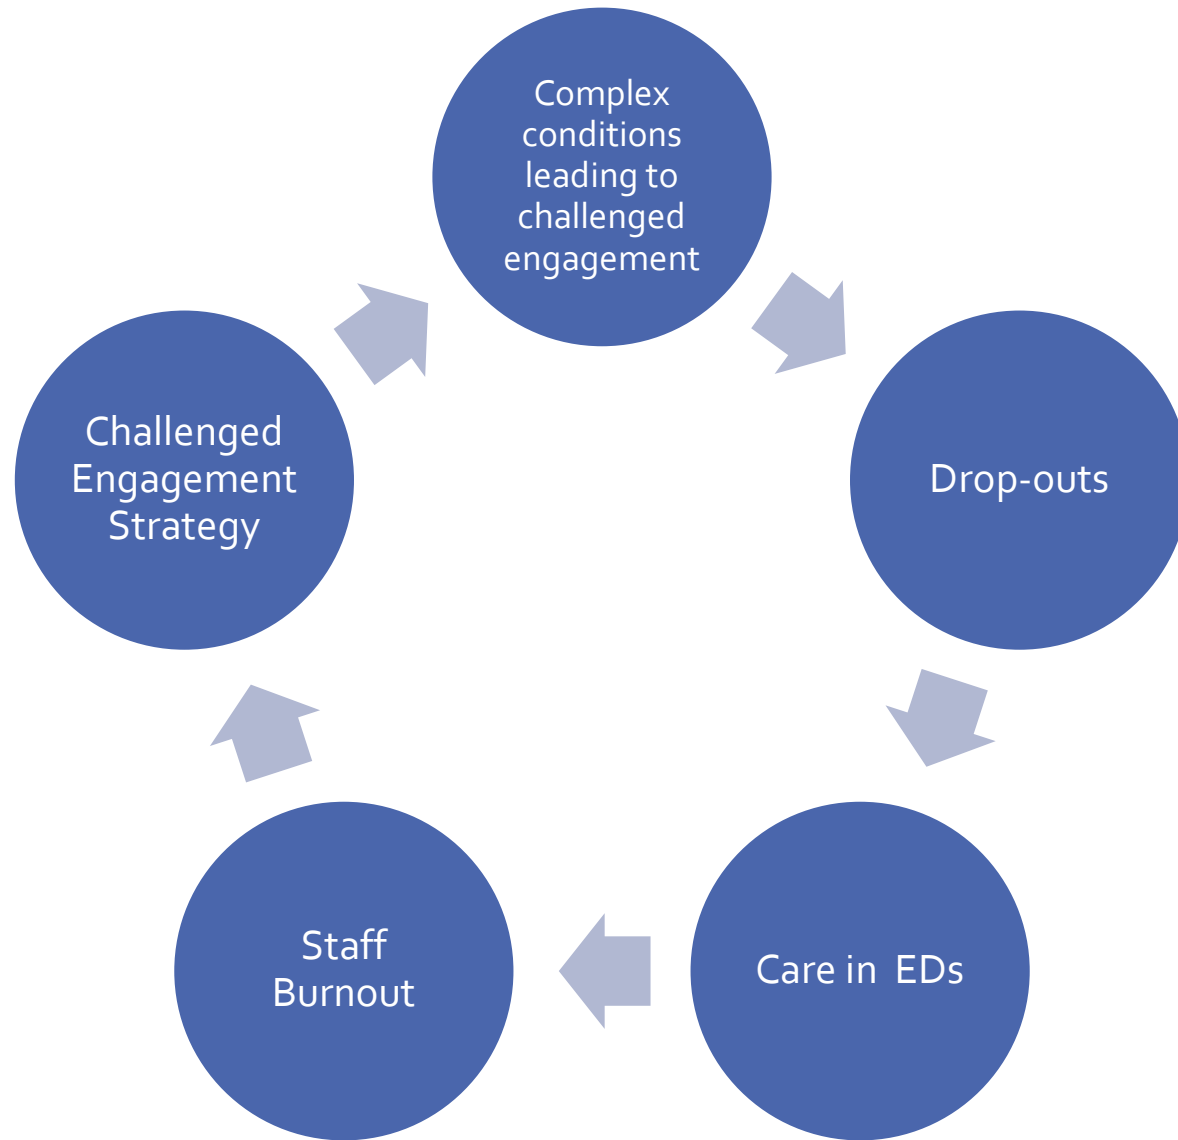 Complex
conditions
leading to
challenged
engagement
Drop-outs
Care in  EDs
Staff
Burnout
Challenged
Engagement
Strategy